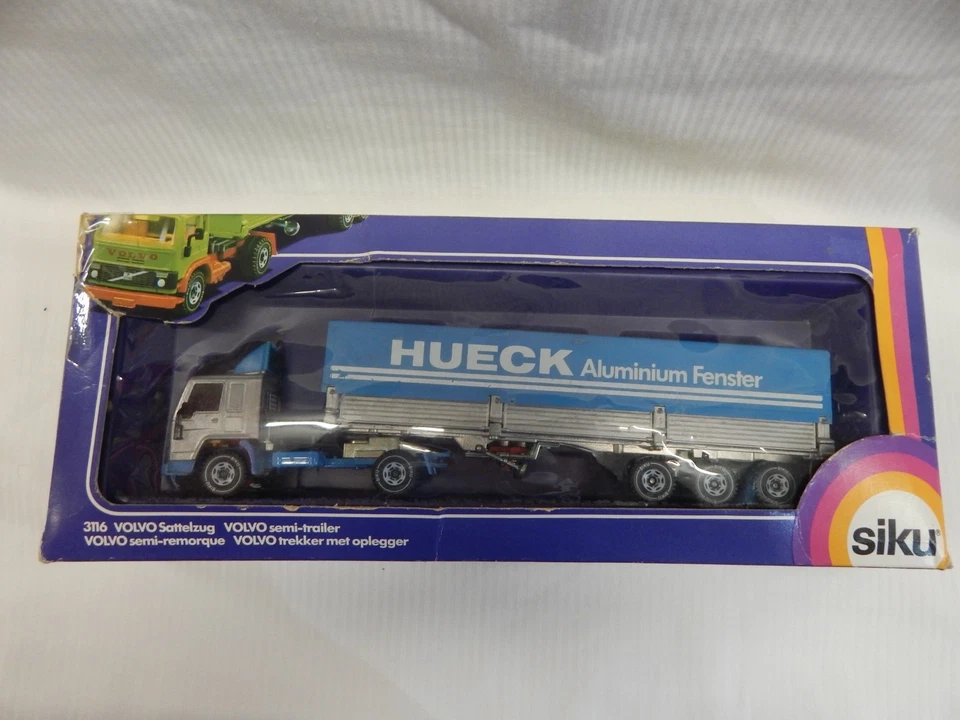 VOLVO
HUECK Aluminium Fenster
3116 VOLVO Sattelzug VOLVO semi-trailer
VOLVO semi-remorque VOLVO trekker met oplegger
siku